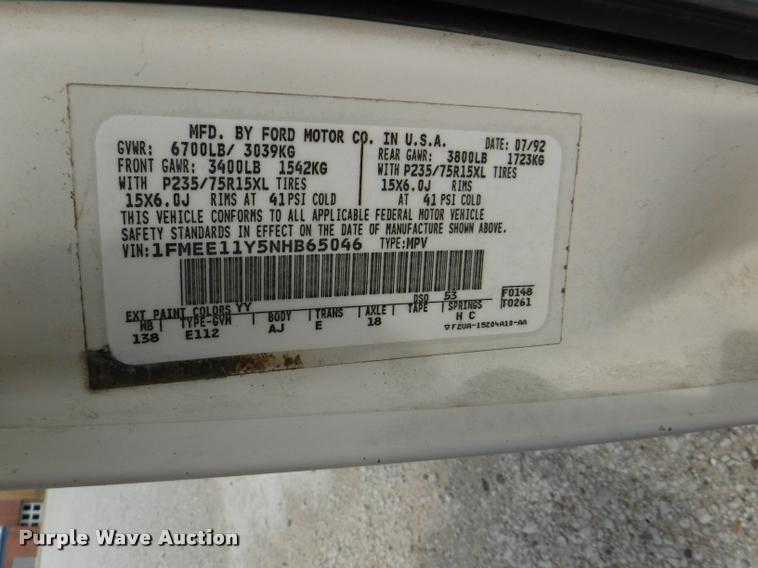 MFD. BY FORD MOTOR CO. IN U.S.A.
DATE: 07/92
GVWR: 6700LB/ 3039KG
FRONT GAWR: 3400LB 1542KG
WITH P235/75R15XL TIRES
15X6.0J RIMS AT 41PSI COLD
REAR GAWR: 3800LB 1723KG
WITH P235/75R15XL TIRES
15X6.0J RIMS
AT 41 PSI COLD
THIS VEHICLE CONFORMS TO ALL APPLICABLE FEDERAL MOTOR VEHICLE
SAFETY STANDARDS IN EFFECT ON THE DATE OF MANUFACTURE SHOWN ABOVE.
VIN:1FMEE11Y5NHB65046 TYPE:MPV
EXT PAINT COLORS YY DSO 53 F0148
WB TYPE-GVM BODY TRANS AXLE TAPE SPRINGS T0261
138 E112 AJ E 18 H C
▽F2UA-15204A10-AA
Purple Wave Auction